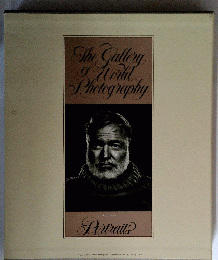 The Gallery
of World
Photography
Portraits